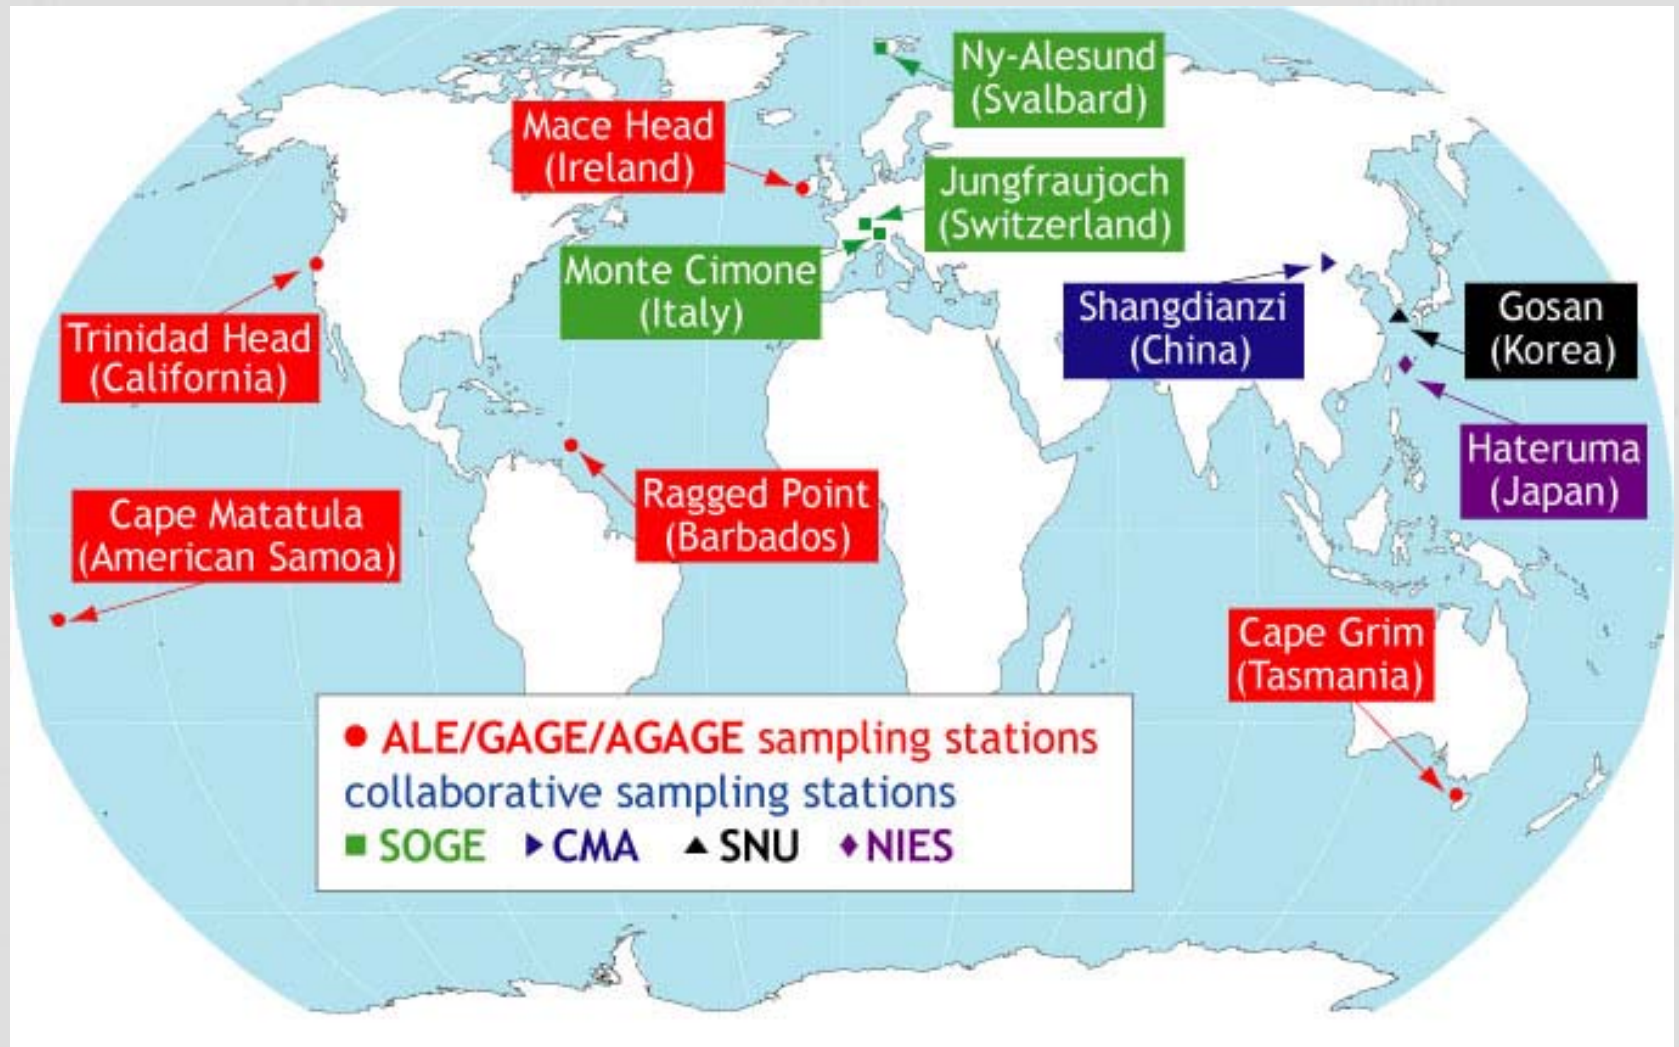 Ny-Alesund
(Svalbard)
Mace Head
(Ireland)
Jungfraujoch
(Switzerland)
Monte Cimone
(Italy)
Shangdianzi
(China)
Gosan
(Korea)
Trinidad Head
(California)
Hateruma
(Japan)
Ragged Point
(Barbados)
Cape Matatula
(American Samoa)
Cape Grim
(Tasmania)
ALE/GAGE/AGAGE sampling stations
collaborative sampling stations
SOGE CMA SNU NIES